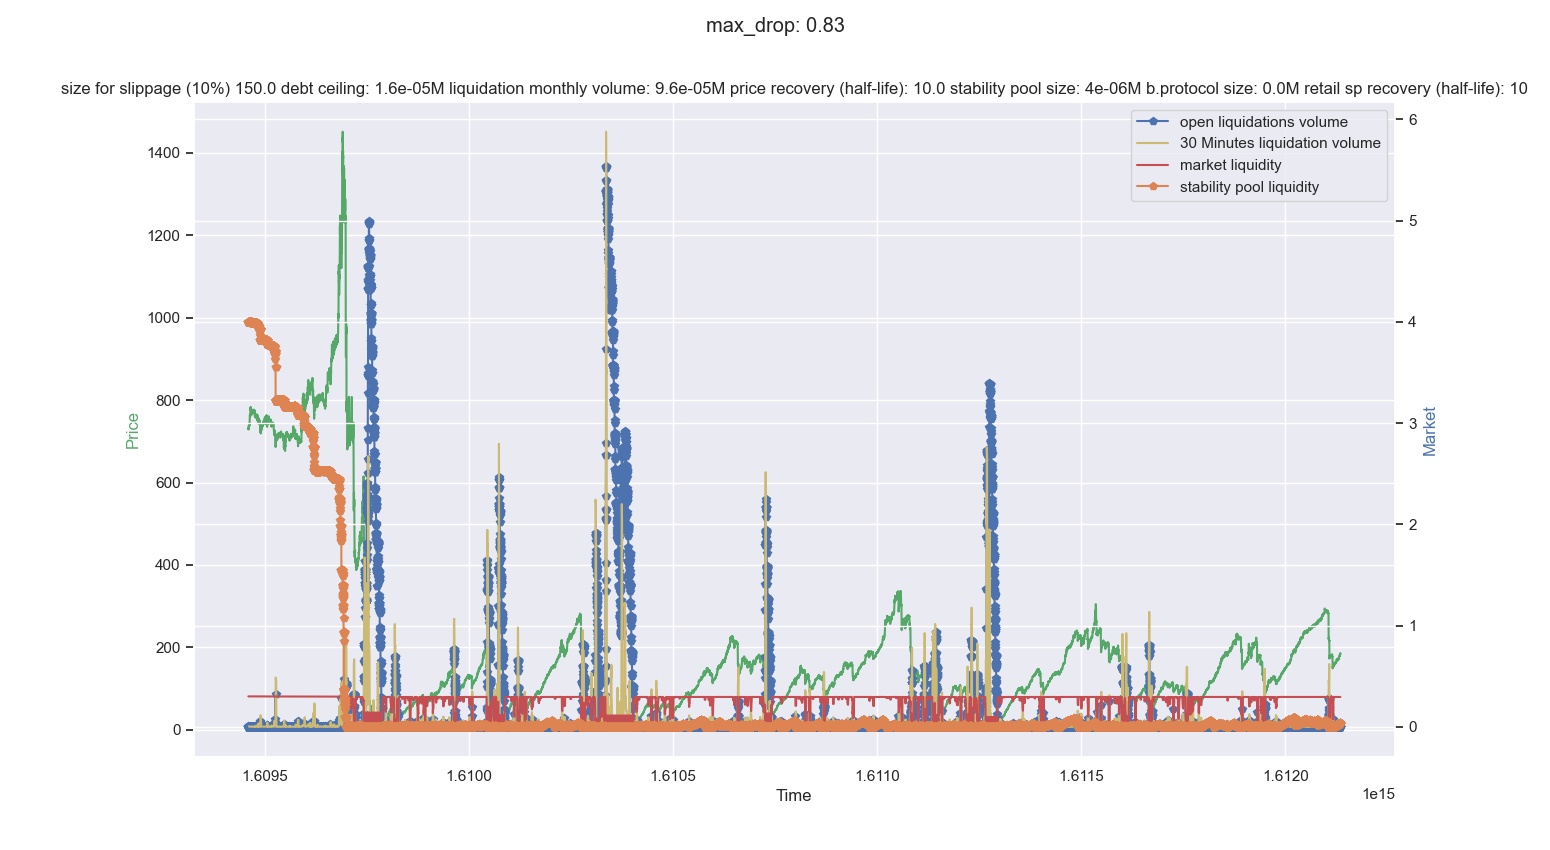 max_drop: 0.83
size for slippage (10%) 150.0 debt ceiling: 1.6e-05M liquidation monthly volume: 9.6e-05M price recovery (half-life): 10.0 stability pool size: 4e-06M b.protocol size: 0.0M retail sp recovery (half-life): 10
open liquidations volume
30 Minutes liquidation volume
market liquidity
stability pool liquidity
Price
1400
1200
1000
800
600
400
200
0
6
5
4
3
2
1
0
Market
1.6095
1.6100
1.6105
1.6110
1.6115
1.6120
1e15
Time